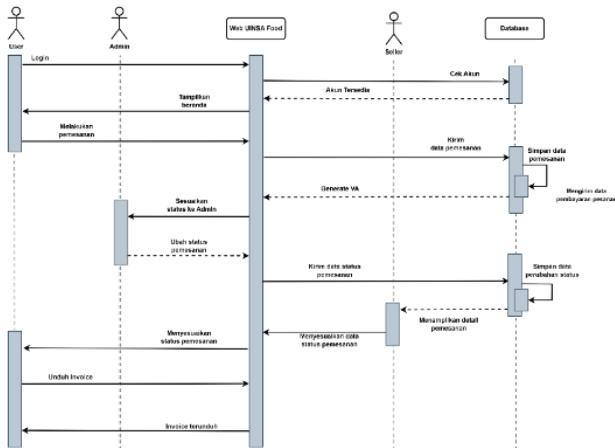 User
Admin
Web UINSA Food
Seller
Database
Login
Cek Akun
Akun Tersedia
Tampilkan
beranda
Melakukan
pemesanan
Kirim
data pemesanan
Simpan data
pemesanan
Generate VA
Mengirim data
pembayaran pesanan
Sesuaikan
status ke Admin
Ubah status
pemesanan
Kirim data status
pemesanan
Simpan data
perubahan status
Menampilkan detail
pemesanan
Menyesuaikan data
status pemesanan
Menyesuaikan
status pemesanan
Unduh Invoice
Invoice terunduh